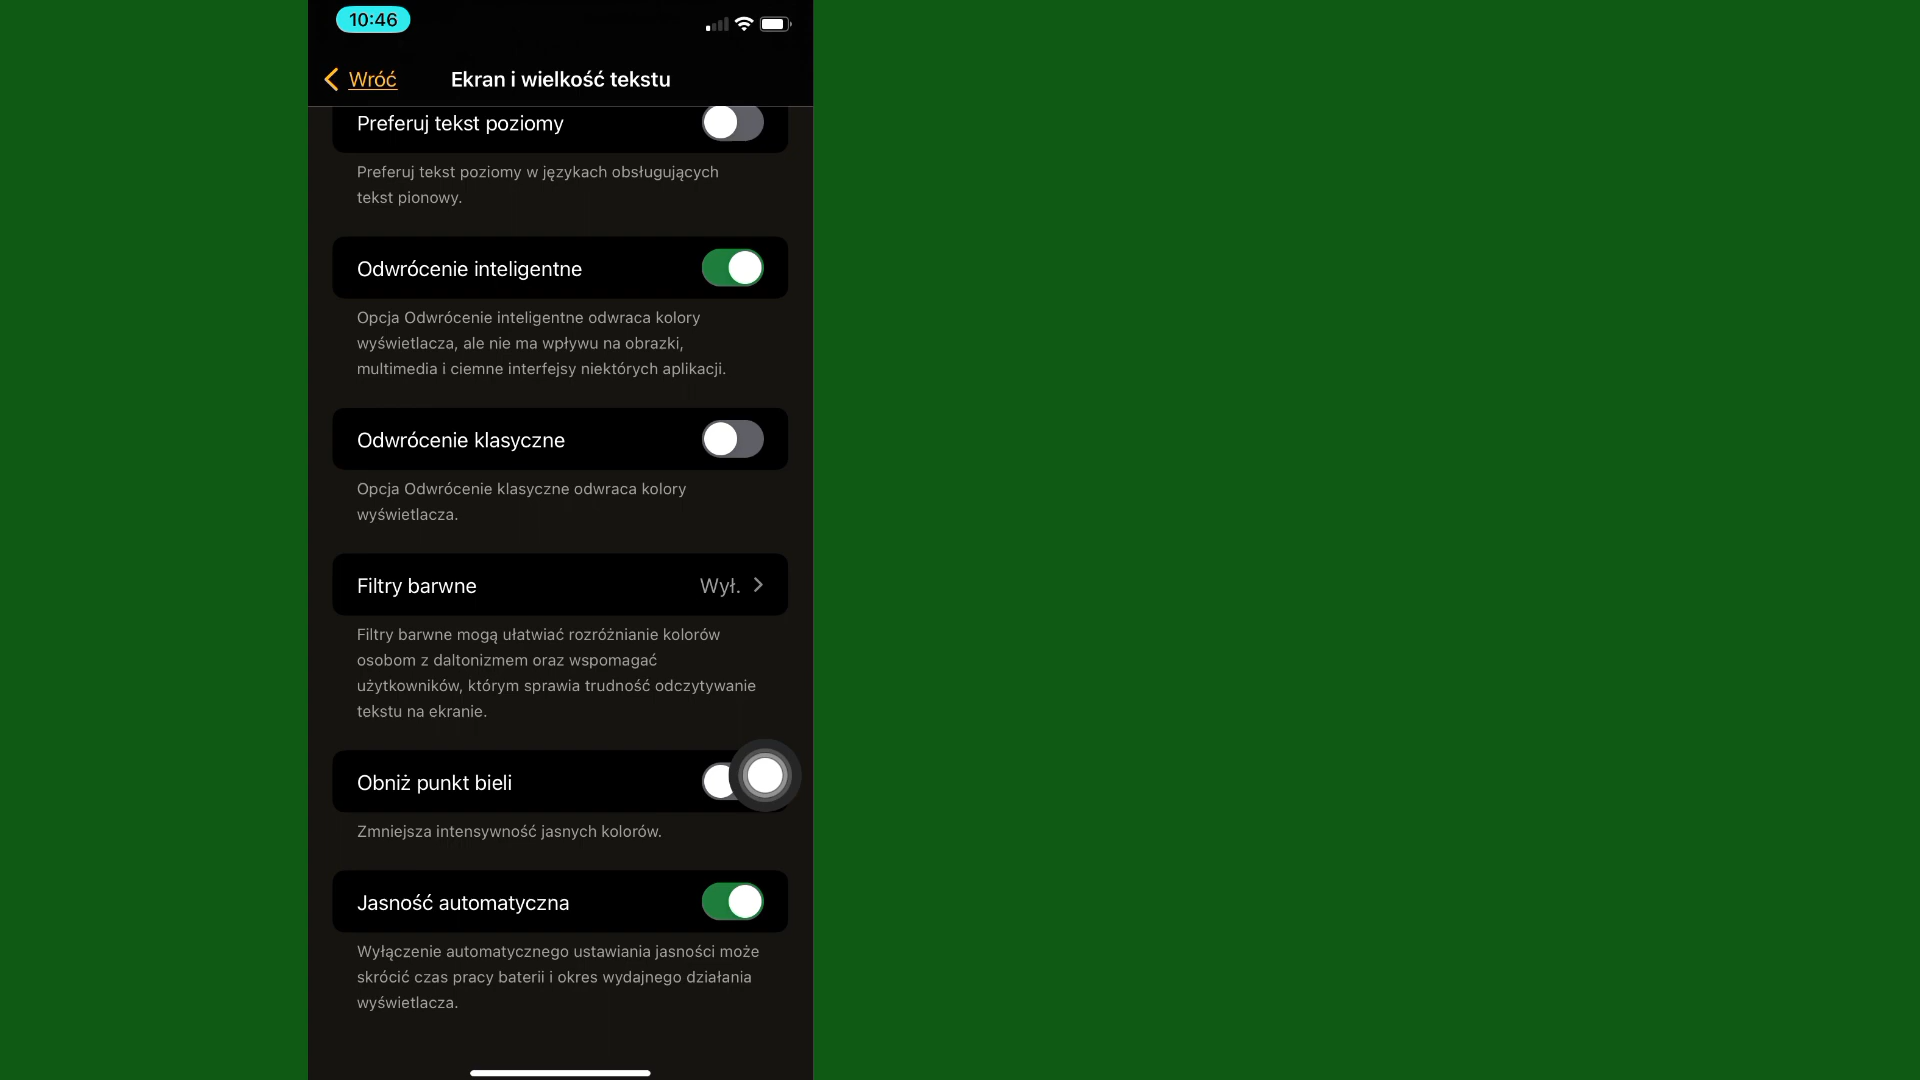 10:46
Wróć
Ekran i wielkość tekstu
Preferuj tekst poziomy
Preferuj tekst poziomy w językach obsługujących
tekst pionowy.
Odwrócenie inteligentne
Opcja Odwrócenie inteligentne odwraca kolory
wyświetlacza, ale nie ma wpływu na obrazki,
multimedia i ciemne interfejsy niektórych aplikacji.
Odwrócenie klasyczne
Opcja Odwrócenie klasyczne odwraca kolory
wyświetlacza.
Filtry barwne
Wył.
Filtry barwne mogą ułatwiać rozróżnianie kolorów
osobom z daltonizmem oraz wspomagać
użytkowników, którym sprawia trudność odczytywanie
tekstu na ekranie.
Obniż punkt bieli
Zmniejsza intensywność jasnych kolorów.
Jasność automatyczna
Wyłączenie automatycznego ustawiania jasności może
skrócić czas pracy baterii i okres wydajnego działania
wyświetlacza.